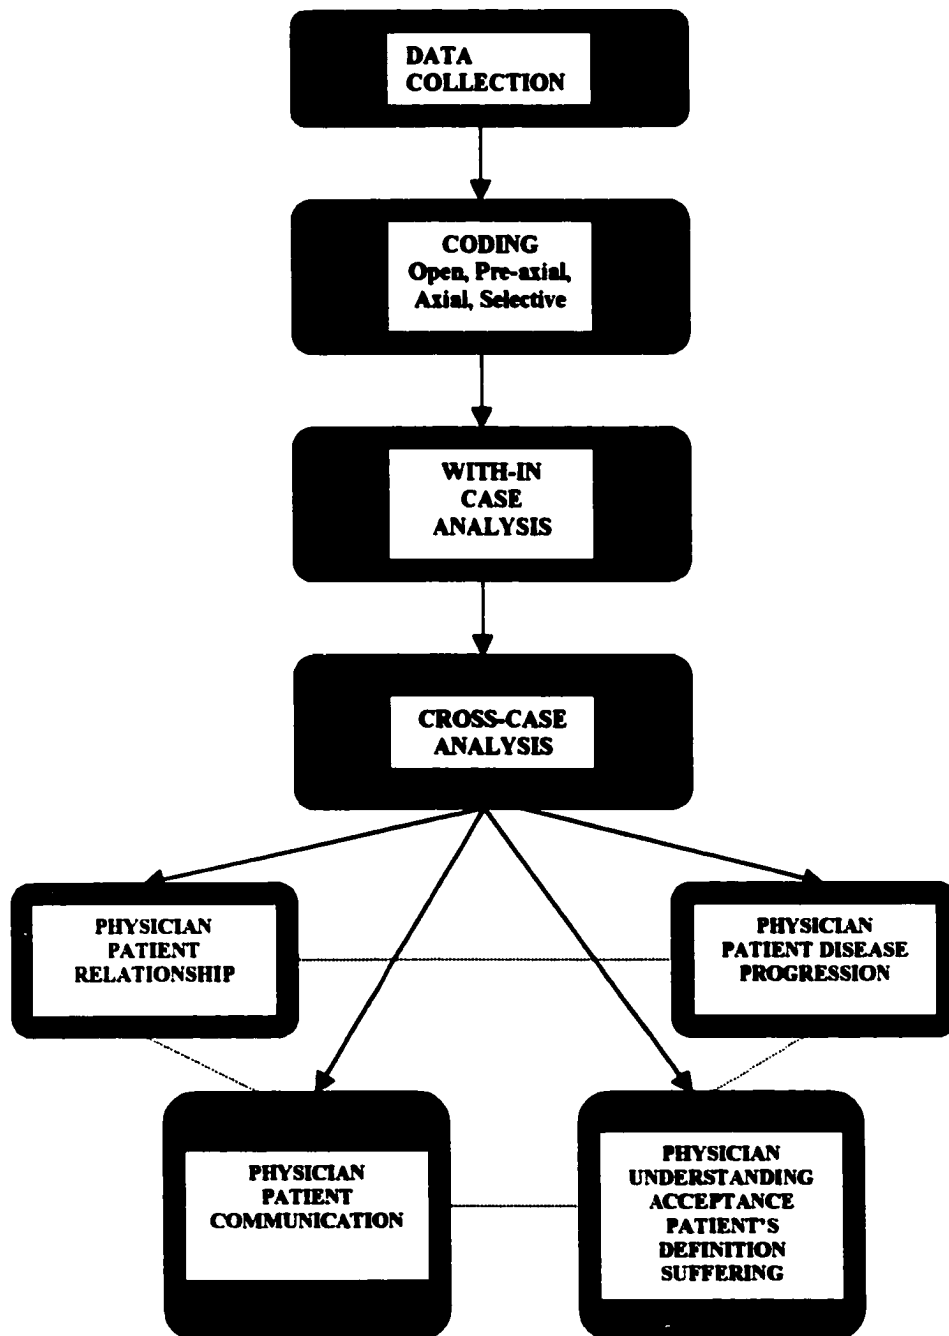 DATA
COLLECTION
CODING
Open, Pre-axial,
Axial, Selective
WITH-IN
CASE
ANALYSIS
CROSS-CASE
ANALYSIS
PHYSICIAN
PATIENT
RELATIONSHIP
PHYSICIAN
PATIENT DISEASE
PROGRESSION
PHYSICIAN
PATIENT
COMMUNICATION
PHYSICIAN
UNDERSTANDING
ACCEPTANCE
PATIENT'S
DEFINITION
SUFFERING